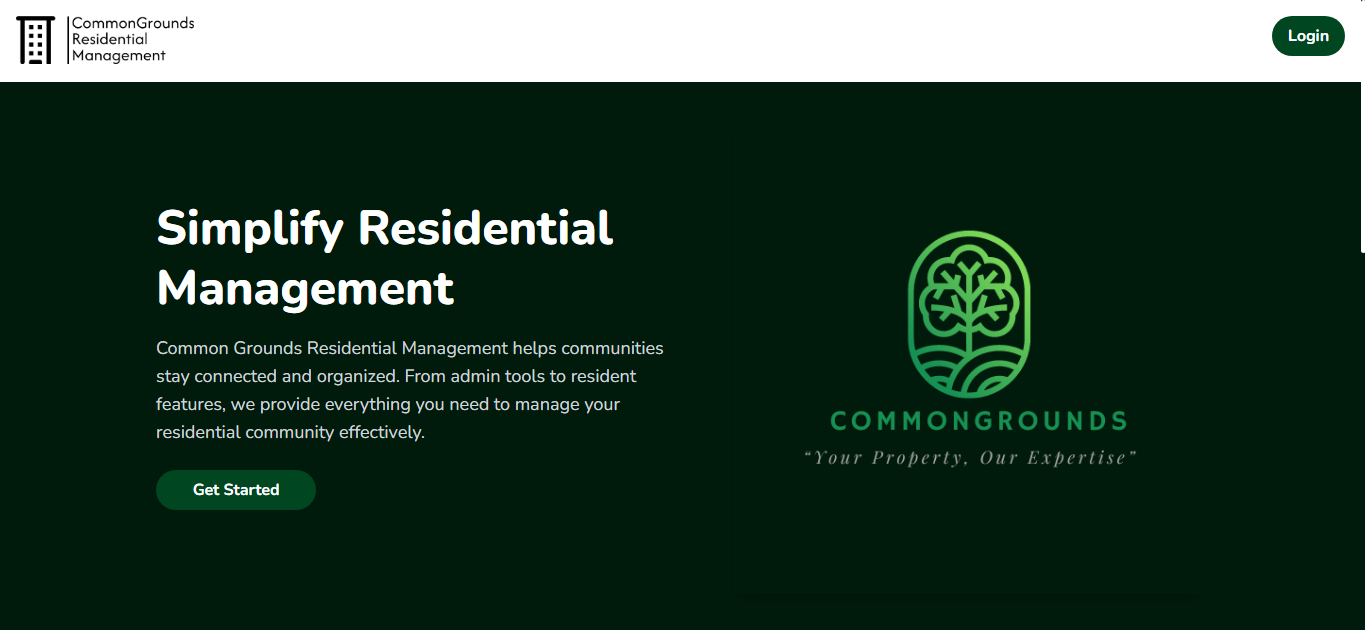 CommonGrounds
Residential
Management
Login
Simplify Residential
Management
Common Grounds Residential Management helps communities
stay connected and organized. From admin tools to resident
features, we provide everything you need to manage your
residential community effectively.
Get Started
COMMONGROUNDS
“Your Property, Our Expertise”